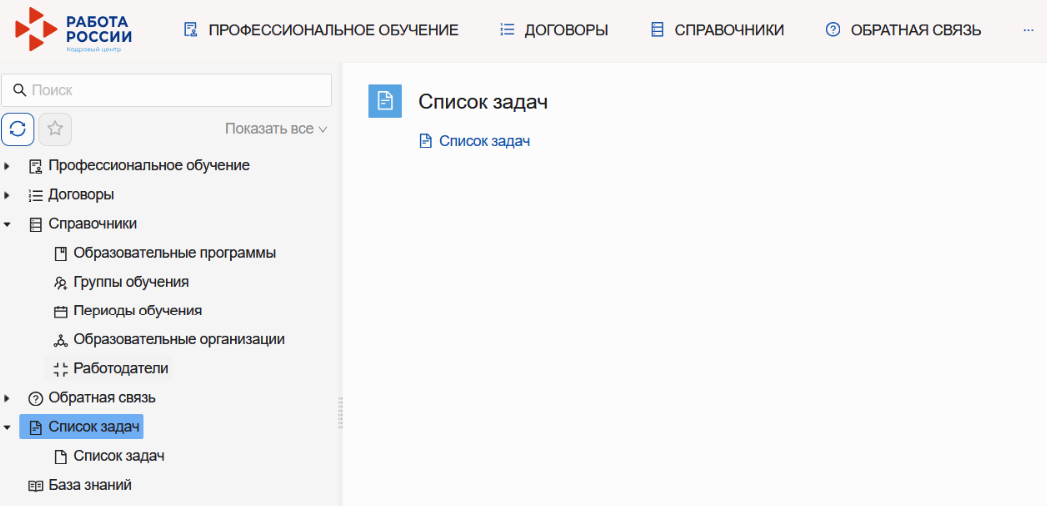 РАБОТА
РОССИИ
Кадровый центр
ПРОФЕССИОНАЛЬНОЕ ОБУЧЕНИЕ
ДОГОВОРЫ
СПРАВОЧНИКИ
ОБРАТНАЯ СВЯЗЬ
...
Поиск
Показать все
Профессиональное обучение
Договоры
Справочники
Образовательные программы
Группы обучения
Периоды обучения
Образовательные организации
Работодатели
Обратная связь
Список задач
Список задач
База знаний
Список задач
Список задач